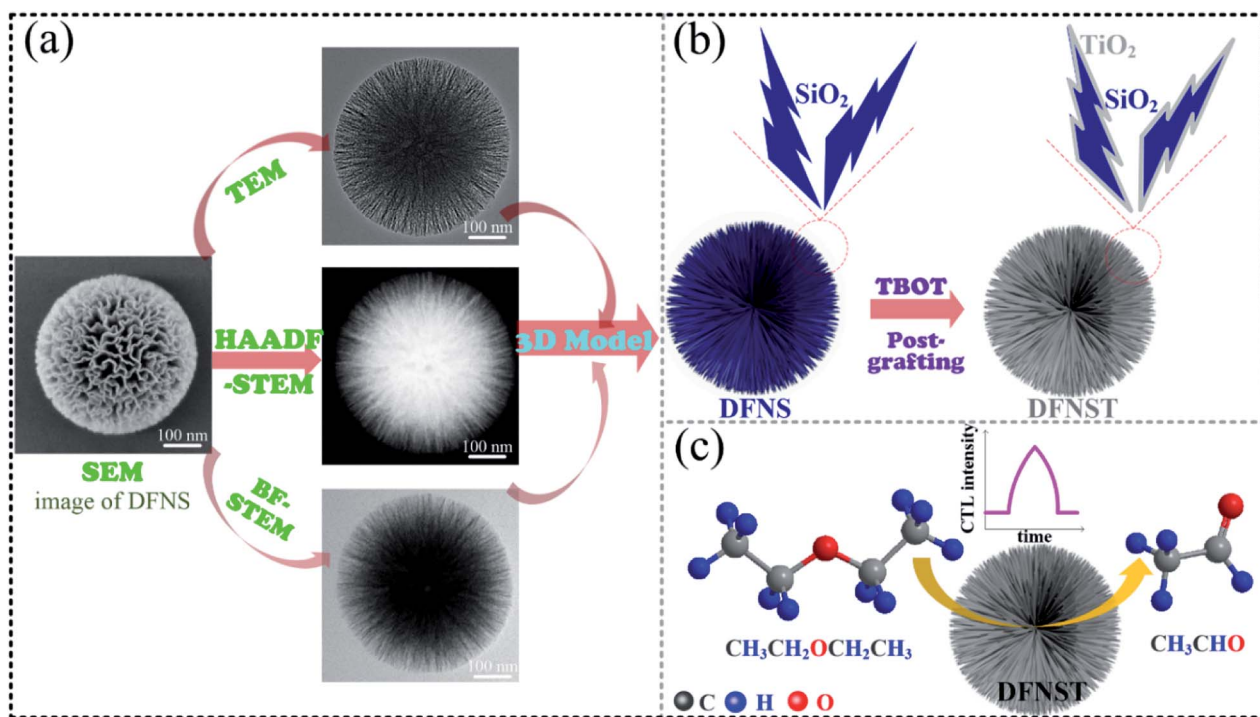 (a)
TEM
100 nm
HAADF
-STEM
100 nm
3D Model
100 nm
SEM
image of DFNS
BF-
STEM
100 nm
(b)
SiO₂
TiO₂
SiO₂
TBOT
Post-
grafting
DFNS
DFNST
(c)
CTL intensity
time
CH₃CH₂OCH₂CH₃
CH₃CHO
DFNST
C H O